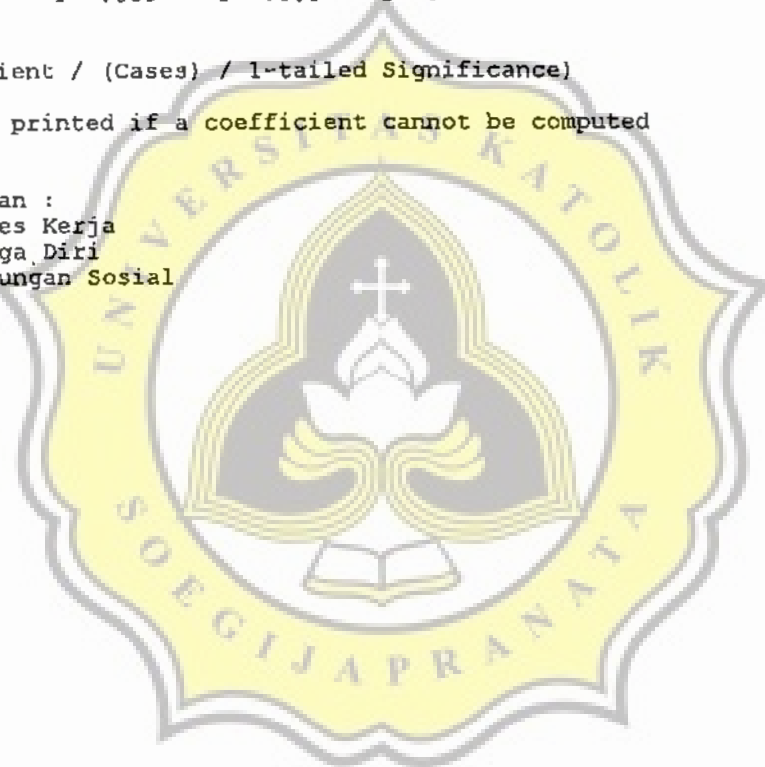 ient / (Cases) / 1-tailed Significance)
printed if a coefficient cannot be computed
an :
es Kerja
ga Diri
ungan Sosial
UNIVERSITAS KATOLIK
SOEGIJAPRANATA